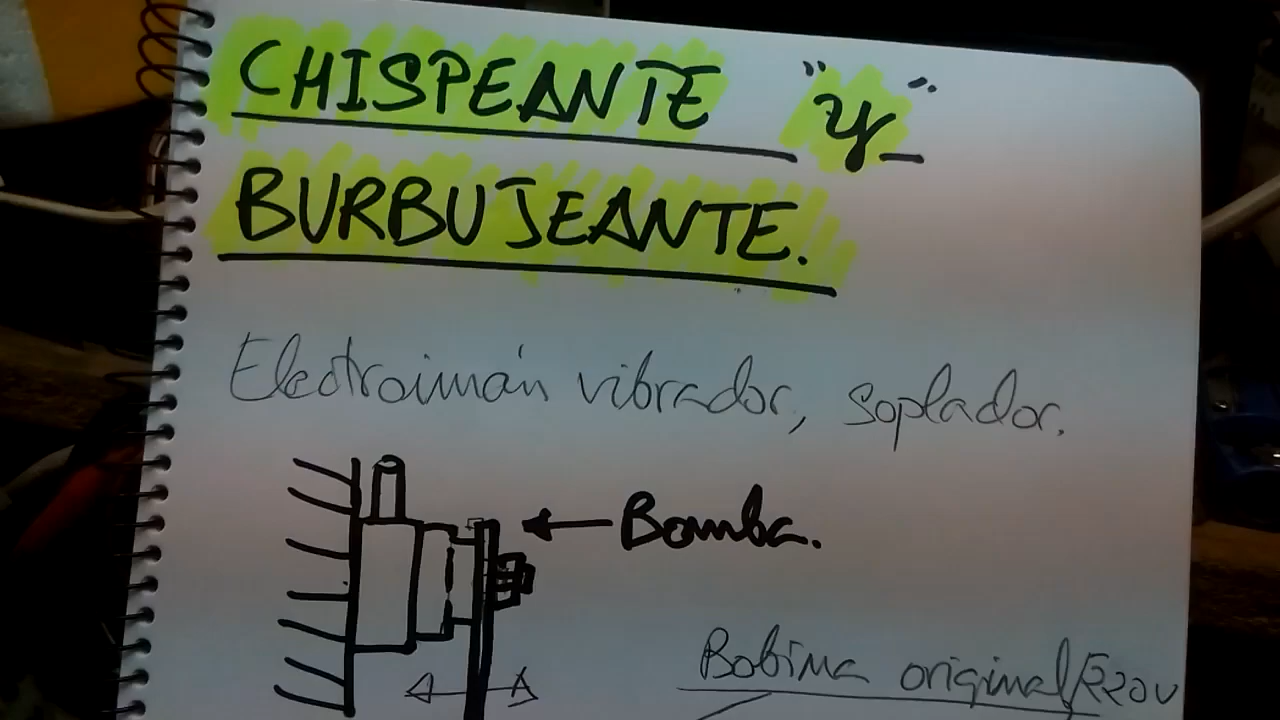 CHISPEANTE "y"
BURBUJEANTE.
Electroimán vibrador, soplador.
Bomba.
Bobina original/220V